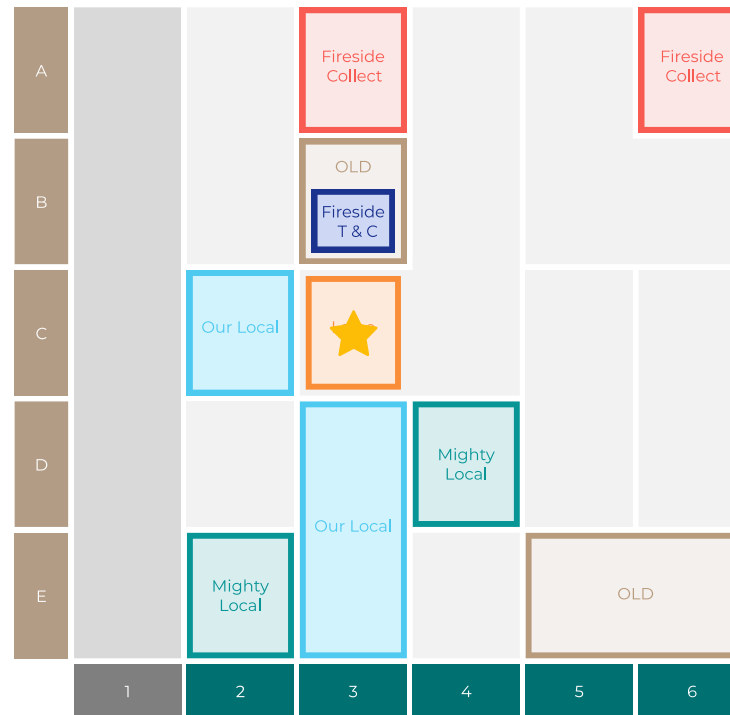 A
Fireside
Collect
Fireside
Collect
B
OLD
Fireside
T & C
C
Our Local
D
Mighty
Local
Our Local
E
Mighty
Local
OLD
1
2
3
4
5
6